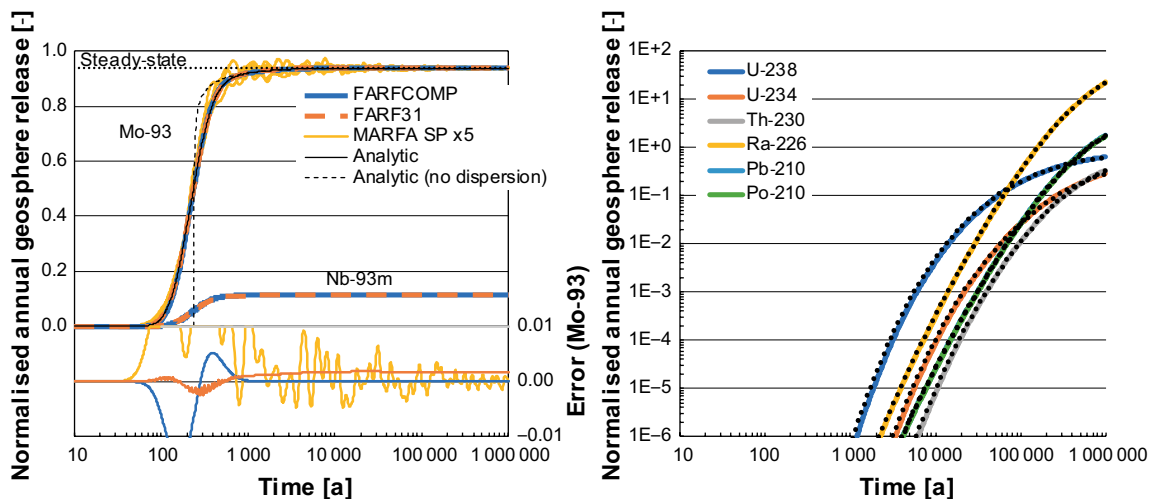 Normalised annual geosphere release [-]
1.0
0.8
0.6
0.4
0.2
0.0
Steady-state
Mo-93
FARFCOMP
FARF31
MARFA SP x5
Analytic
Analytic (no dispersion)
Nb-93m
0.01
0.00
−0.01
Error (Mo-93)
10
100
1 000
10 000
100 000
1 000 000
Time [a]
Normalised annual geosphere release [-]
1E+2
1E+1
1E+0
1E−1
1E−2
1E−3
1E−4
1E−5
1E−6
U-238
U-234
Th-230
Ra-226
Pb-210
Po-210
10
100
1 000
10 000
100 000
1 000 000
Time [a]